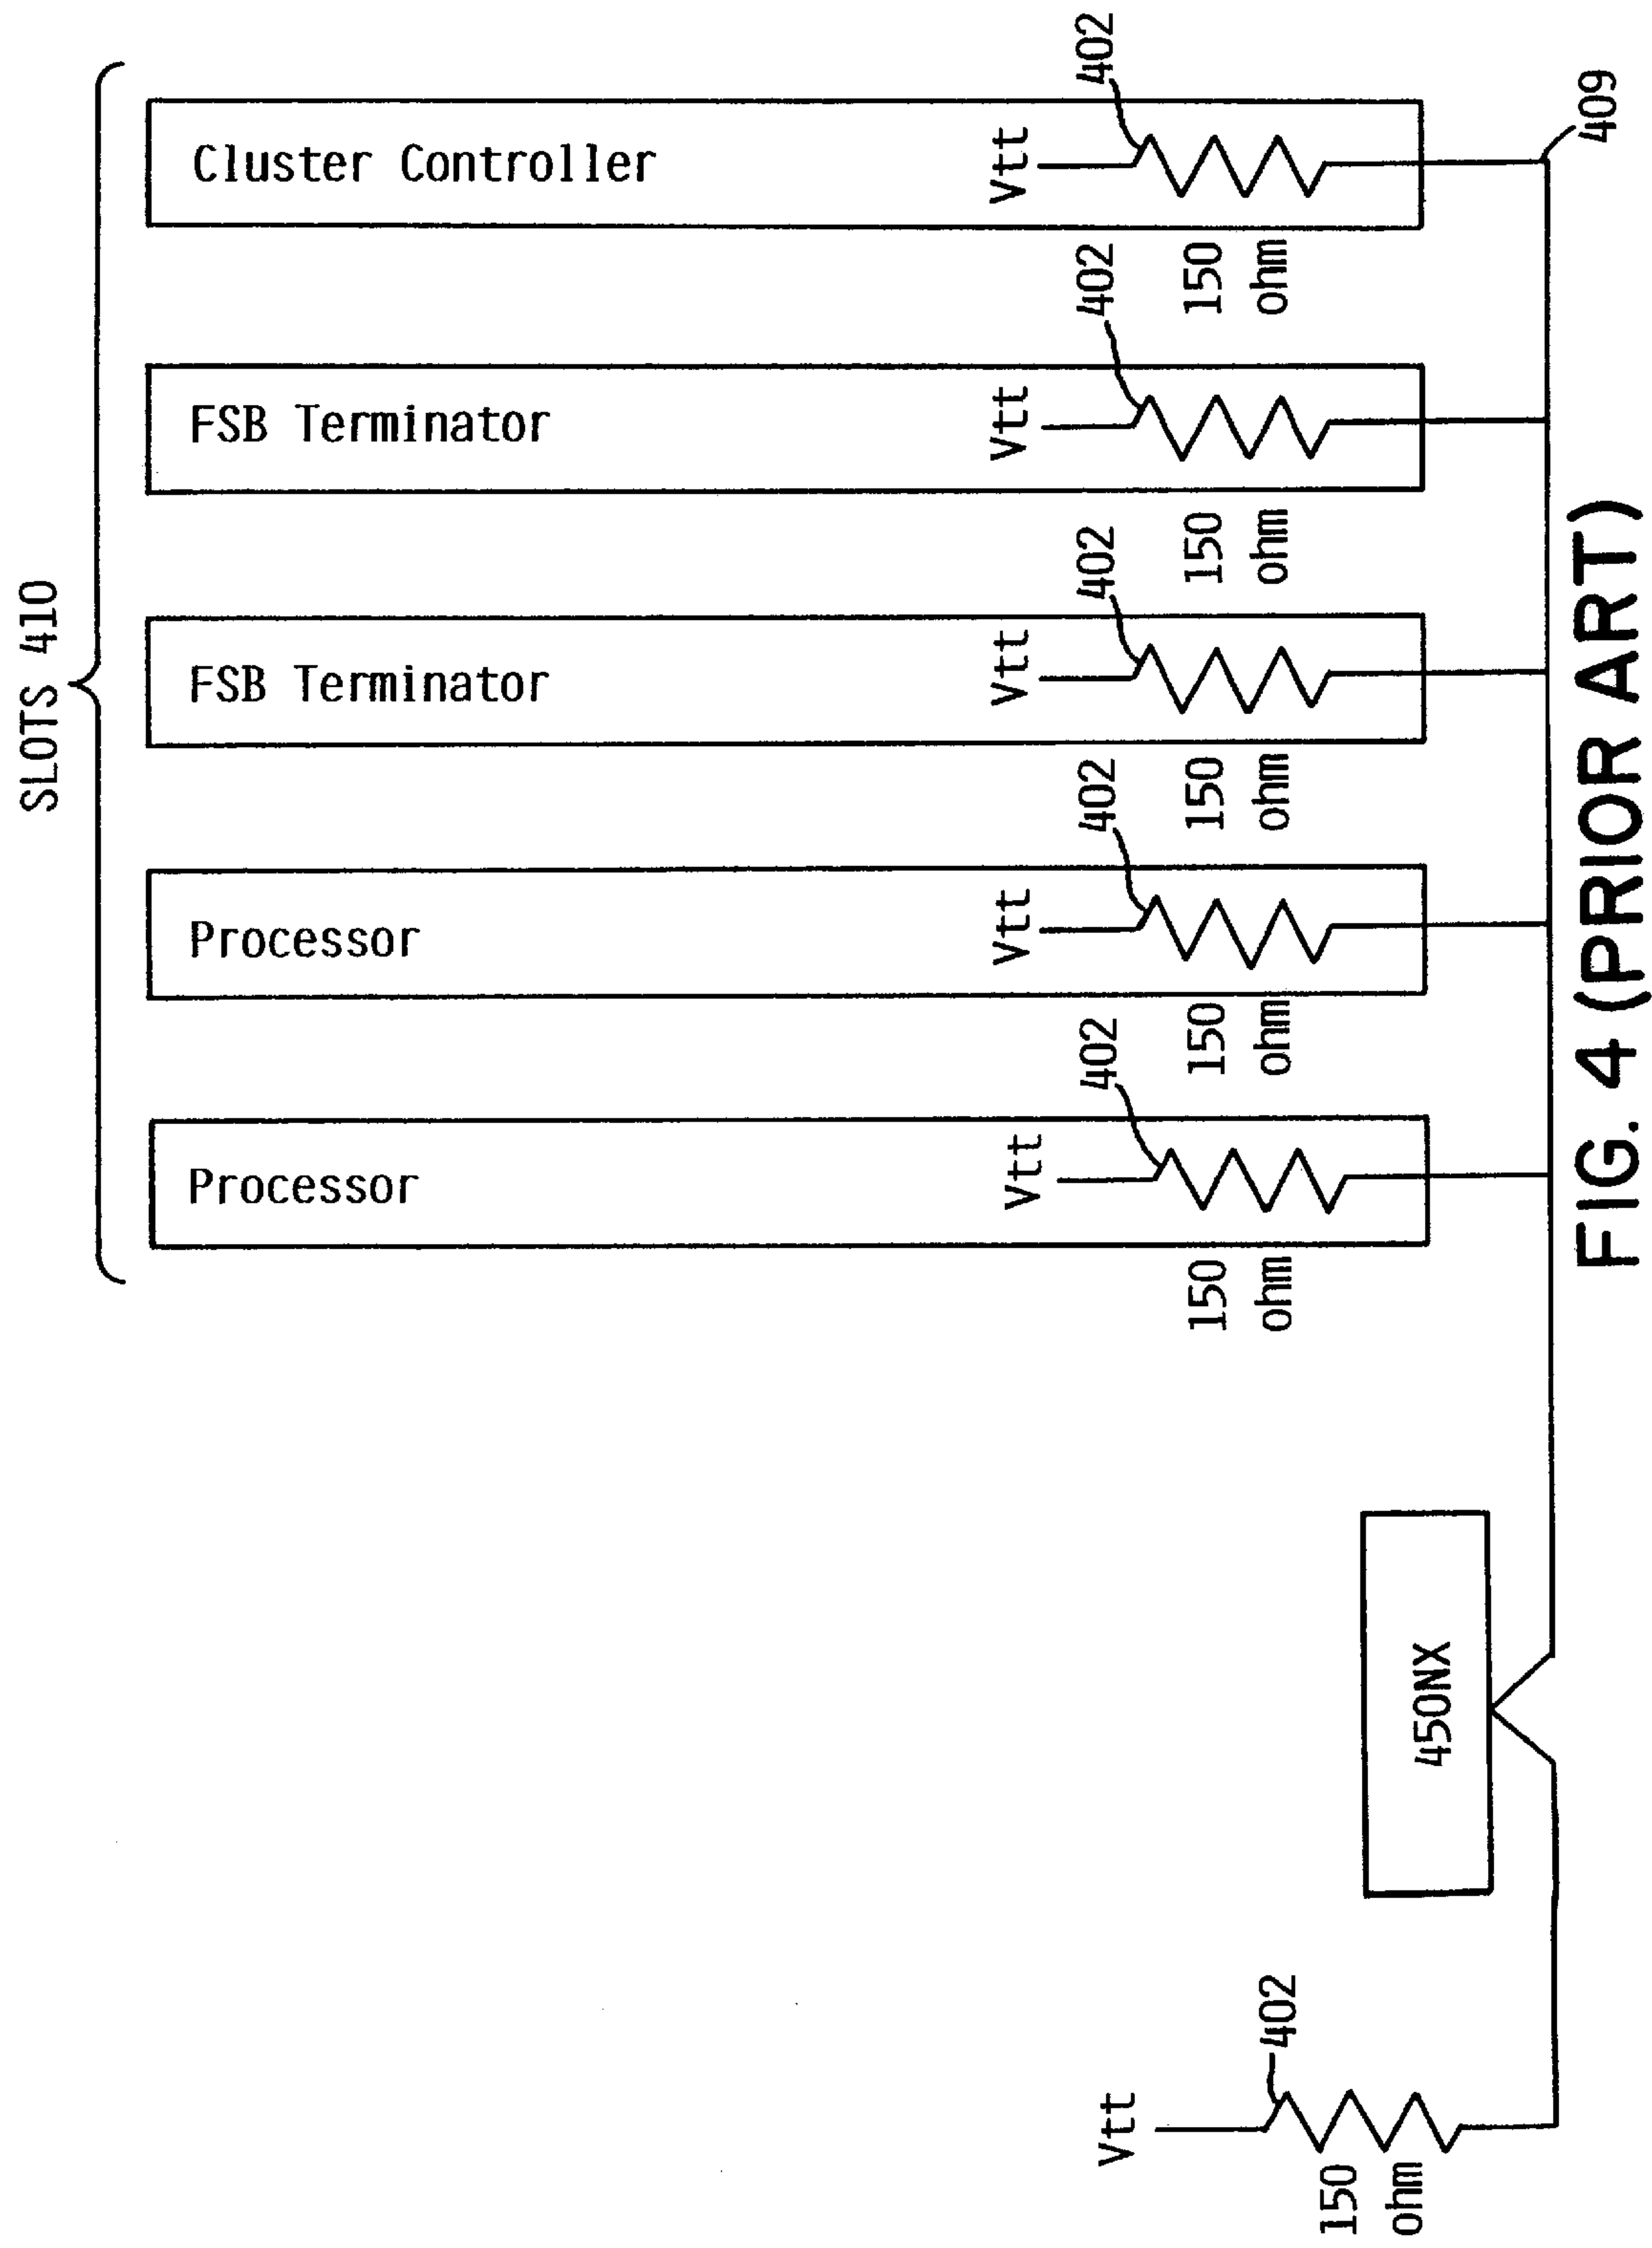 SLOTS 410
Processor
Processor
FSB Terminator
FSB Terminator
Cluster Controller
Vtt
402
150
ohm
Vtt
402
150
ohm
Vtt
402
150
ohm
Vtt
402
150
ohm
Vtt
402
150
ohm
Vtt
402
150
ohm
450NX
409
FIG. 4 (PRIOR ART)